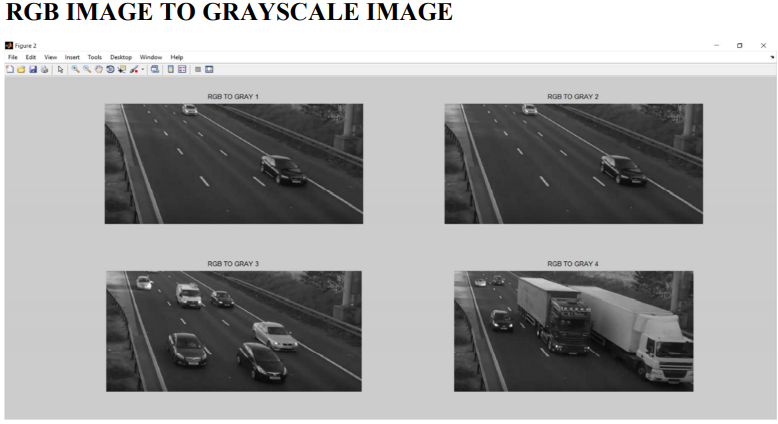 RGB IMAGE TO GRAYSCALE IMAGE
Figure 2
File Edit View Insert Tools Desktop Window Help
RGB TO GRAY 1
RGB TO GRAY 2
RGB TO GRAY 3
RGB TO GRAY 4